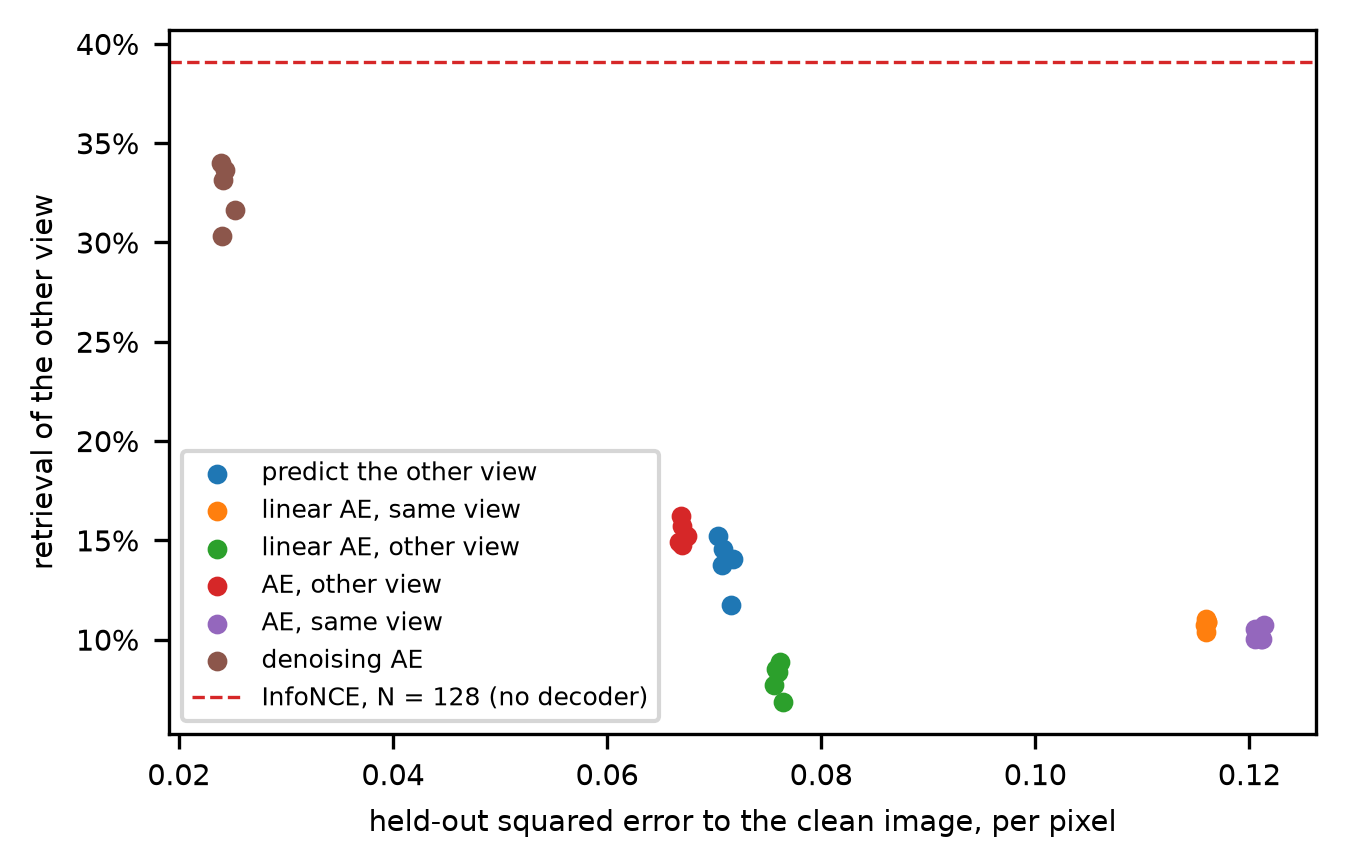 40%
35%
30%
25%
20%
15%
10%
retrieval of the other view
predict the other view
linear AE, same view
linear AE, other view
AE, other view
AE, same view
denoising AE
InfoNCE, N = 128 (no decoder)
0.02 0.04 0.06 0.08 0.10 0.12
held-out squared error to the clean image, per pixel